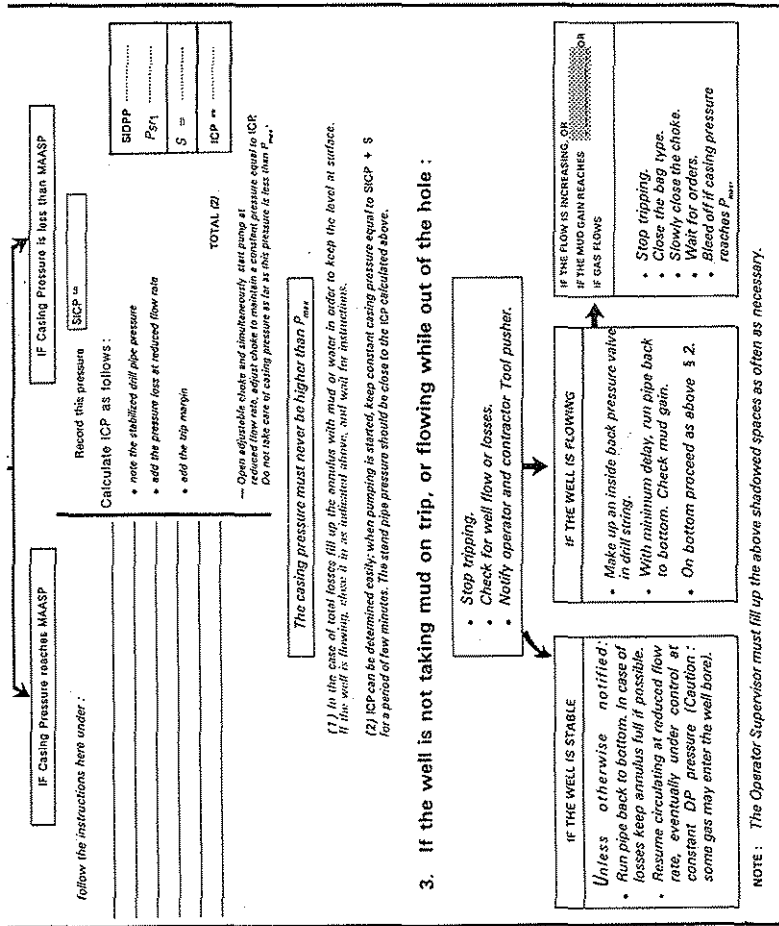 IF Casing Pressure reaches MAASP
IF Casing Pressure is less than MAASP
follow the instructions here under :
Record this pressure
SICP =
Calculate ICP as follows :
• note the stabilized drill pipe pressure
• add the pressure loss at reduced flow rate
• add the trip margin
TOTAL (2)
SIDPP ............
Psr1 ............
S = ............
ICP = ............
— Open adjustable choke and simultaneously start pump at
reduced flow rate, adjust choke to maintain a constant pressure equal to ICP.
Do not take care of casing pressure as far as this pressure is less than Pmax.
The casing pressure must never be higher than Pmax
(1) In the case of total losses fill up the annulus with mud or water in order to keep the level at surface.
If the well is flowing, close it in as indicated above, and wait for instructions.
(2) ICP can be determined easily; when pumping is started, keep constant casing pressure equal to SICP + S
for a period of few minutes. The stand pipe pressure should be close to the ICP calculated above.
3. If the well is not taking mud on trip, or flowing while out of the hole :
• Stop tripping.
• Check for well flow or losses.
• Notify operator and contractor Tool pusher.
IF THE WELL IS STABLE
Unless otherwise notified:
• Run pipe back to bottom. In case of
losses keep annulus full if possible.
• Resume circulating at reduced flow
rate, eventually under control at
constant DP pressure (Caution :
some gas may enter the well bore).
IF THE WELL IS FLOWING
• Make up an inside back pressure valve
in drill string.
• With minimum delay, run pipe back
to bottom. Check mud gain.
• On bottom proceed as above § 2.
IF THE FLOW IS INCREASING, OR
IF THE MUD GAIN REACHES OR
IF GAS FLOWS
• Stop tripping.
• Close the bag type.
• Slowly close the choke.
• Wait for orders.
• Bleed off if casing pressure
reaches Pmax.
NOTE : The Operator Supervisor must fill up the above shadowed spaces as often as necessary.